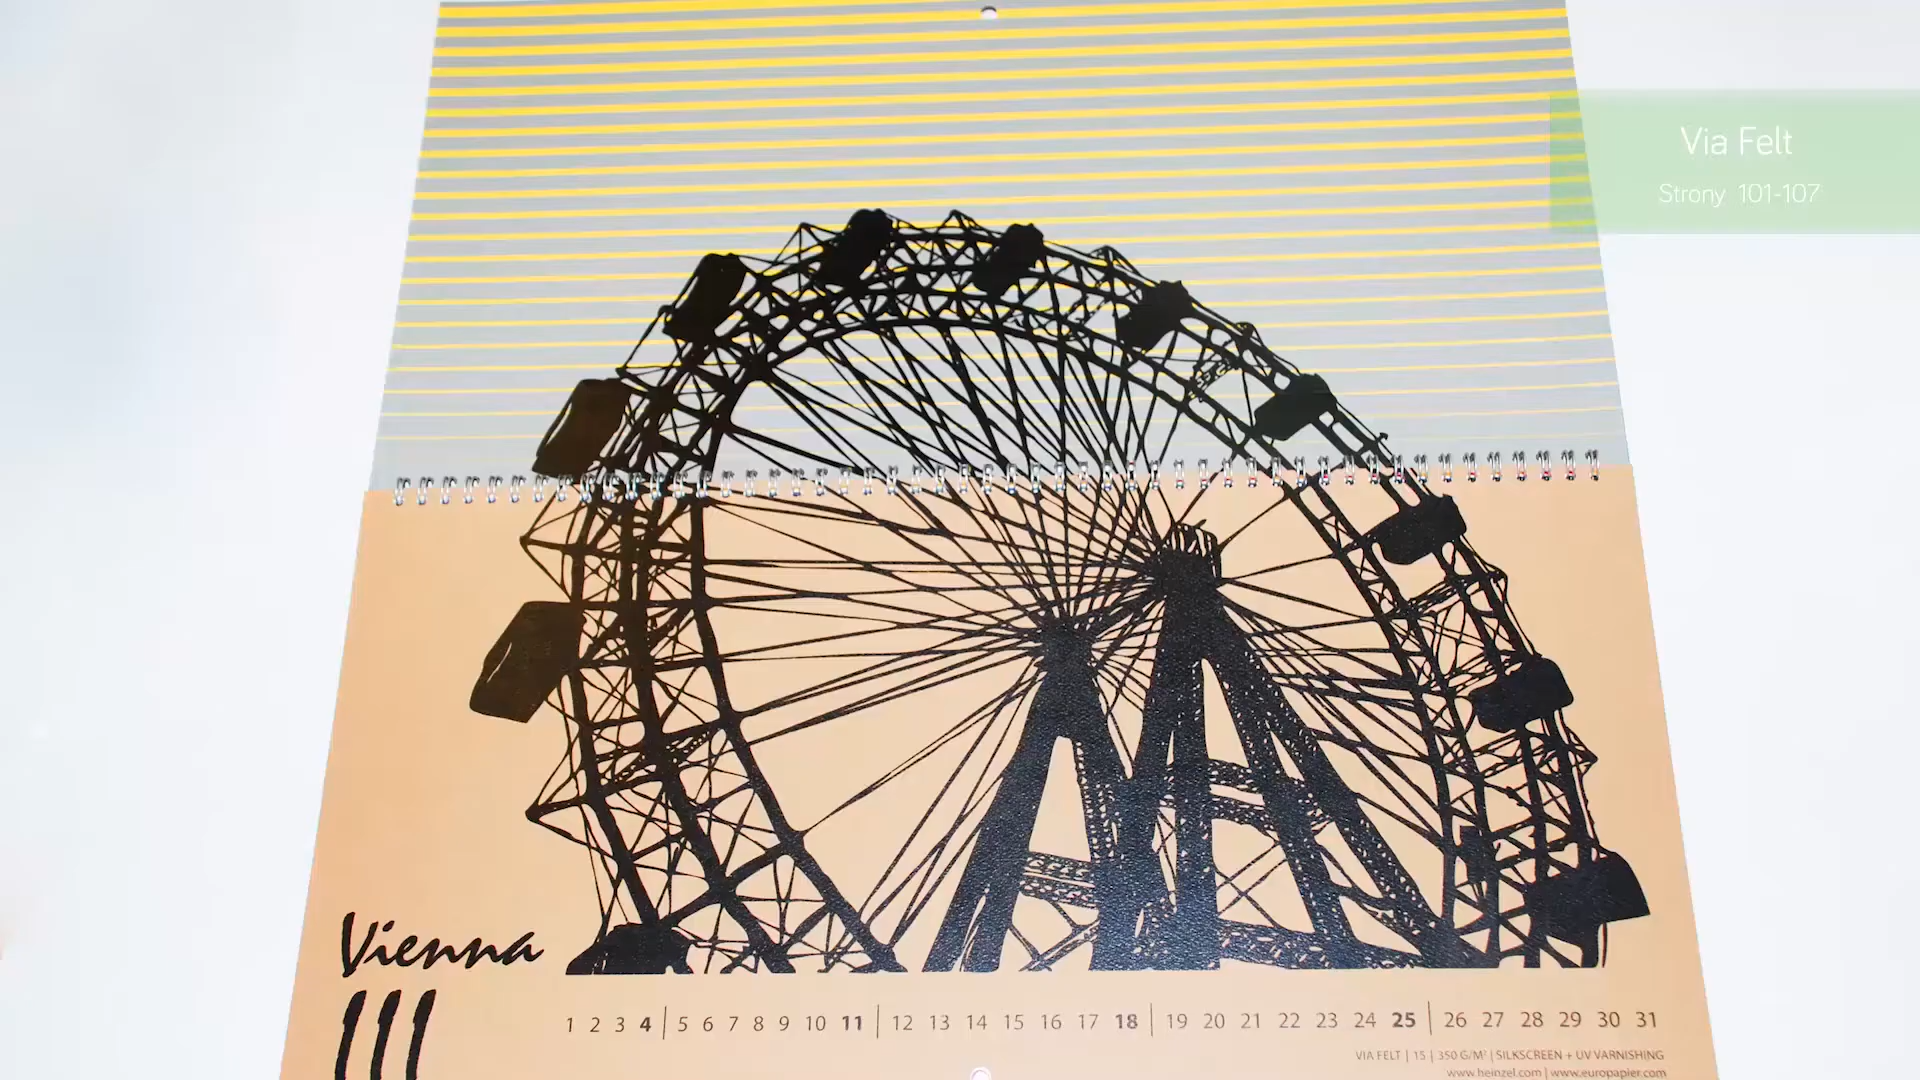 Via Felt
Strony 101-107
Vienna
III
1 2 3 4 | 5 6 7 8 9 10 11 | 12 13 14 15 16 17 18 | 19 20 21 22 23 24 25 | 26 27 28 29 30 31
VIA FELT | 15 | 350 G/M² | SILKSCREEN + UV VARNISHING
www.heinzel.com | www.europapier.com